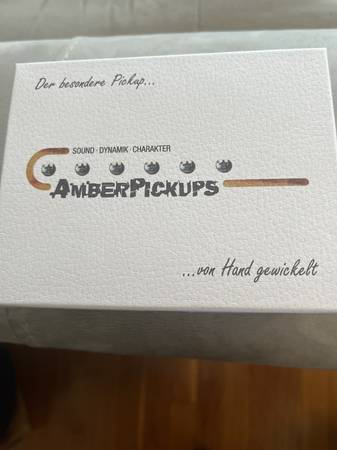 Der besondere Pickup...
SOUND · DYNAMIK · CHARAKTER
AMBERPICKUPS
...von Hand gewickelt